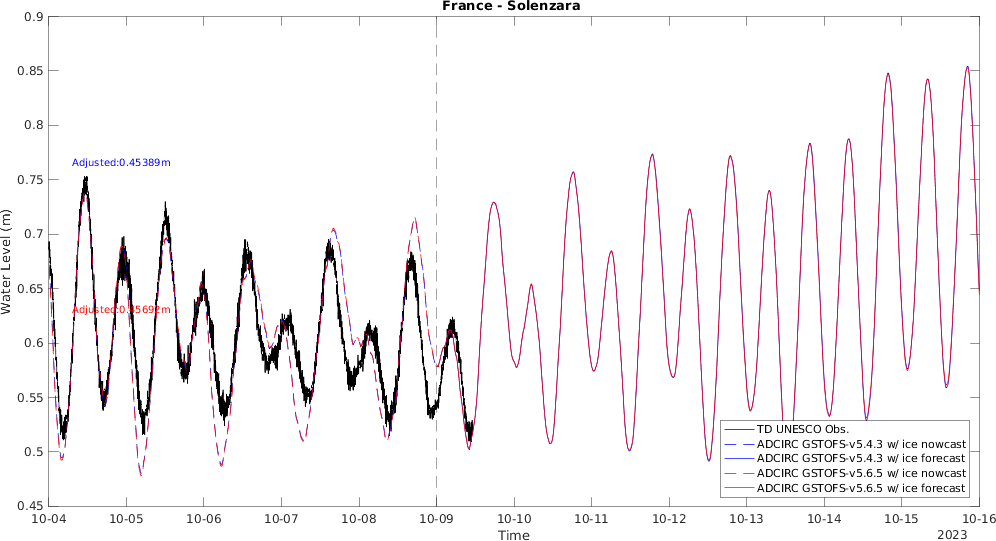 France - Solenzara
0.9
0.85
0.8
0.75
0.7
0.65
0.6
0.55
0.5
0.45
Water Level (m)
Adjusted:0.45389m
Adjusted:0.45692m
TD UNESCO Obs.
ADCIRC GSTOFS-v5.4.3 w/ ice nowcast
ADCIRC GSTOFS-v5.4.3 w/ ice forecast
ADCIRC GSTOFS-v5.6.5 w/ ice nowcast
ADCIRC GSTOFS-v5.6.5 w/ ice forecast
10-04 10-05 10-06 10-07 10-08 10-09 10-10 10-11 10-12 10-13 10-14 10-15 10-16
Time
2023